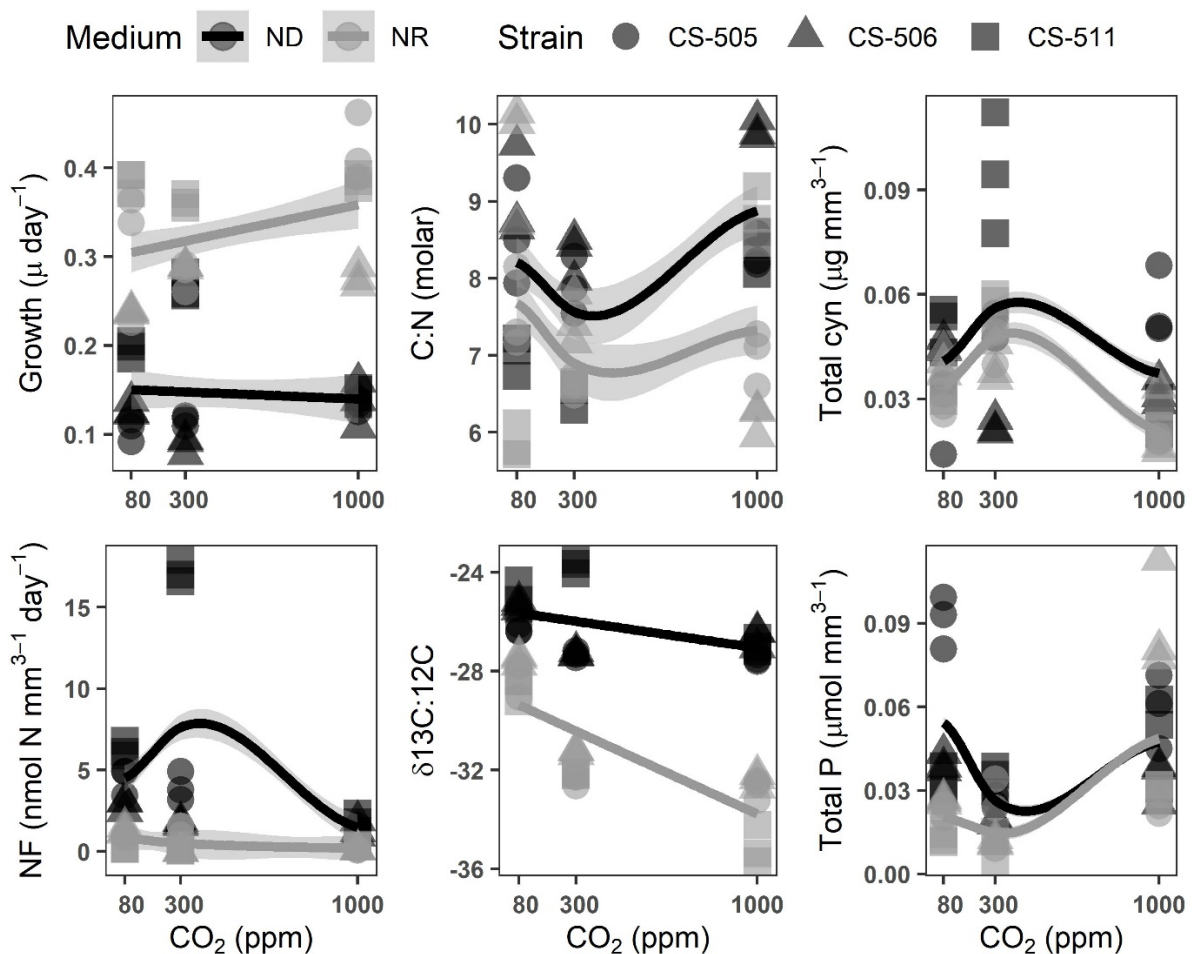 Medium ND NR Strain CS-505 CS-506 CS-511
Growth (μ day⁻¹)
0.4
0.3
0.2
0.1
80 300 1000
C:N (molar)
10
9
8
7
6
80 300 1000
Total cyn (μg mm³⁻¹)
0.09
0.06
0.03
80 300 1000
NF (nmol N mm³⁻¹ day⁻¹)
15
10
5
0
80 300 1000
CO₂ (ppm)
δ13C:12C
-24
-28
-32
-36
80 300 1000
CO₂ (ppm)
Total P (μmol mm³⁻¹)
0.09
0.06
0.03
0.00
80 300 1000
CO₂ (ppm)